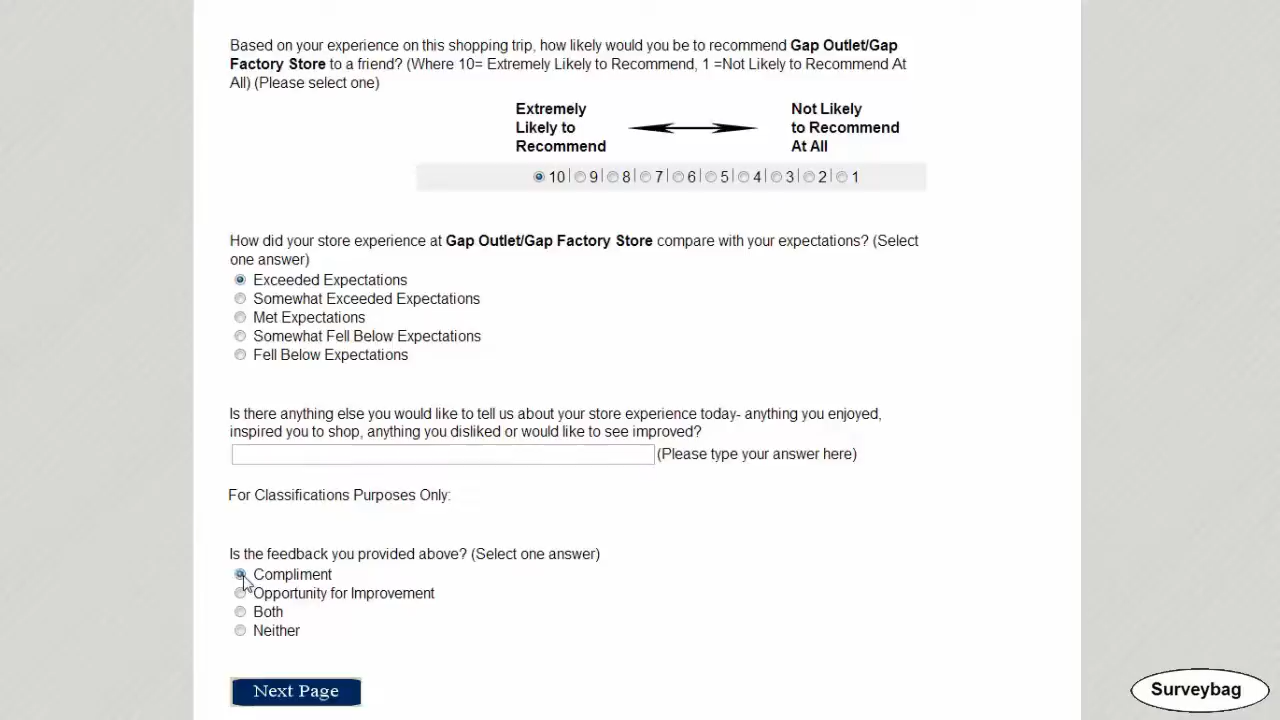 Based on your experience on this shopping trip, how likely would you be to recommend Gap Outlet/Gap
Factory Store to a friend? (Where 10= Extremely Likely to Recommend, 1 =Not Likely to Recommend At
All) (Please select one)
Extremely Likely to Recommend
Not Likely to Recommend At All
10| 9| 8| 7| 6| 5| 4| 3| 2| 1
How did your store experience at Gap Outlet/Gap Factory Store compare with your expectations? (Select
one answer)
Exceeded Expectations
Somewhat Exceeded Expectations
Met Expectations
Somewhat Fell Below Expectations
Fell Below Expectations
Is there anything else you would like to tell us about your store experience today- anything you enjoyed,
inspired you to shop, anything you disliked or would like to see improved?
(Please type your answer here)
For Classifications Purposes Only:
Is the feedback you provided above? (Select one answer)
Compliment
Opportunity for Improvement
Both
Neither
Next Page
Surveybag